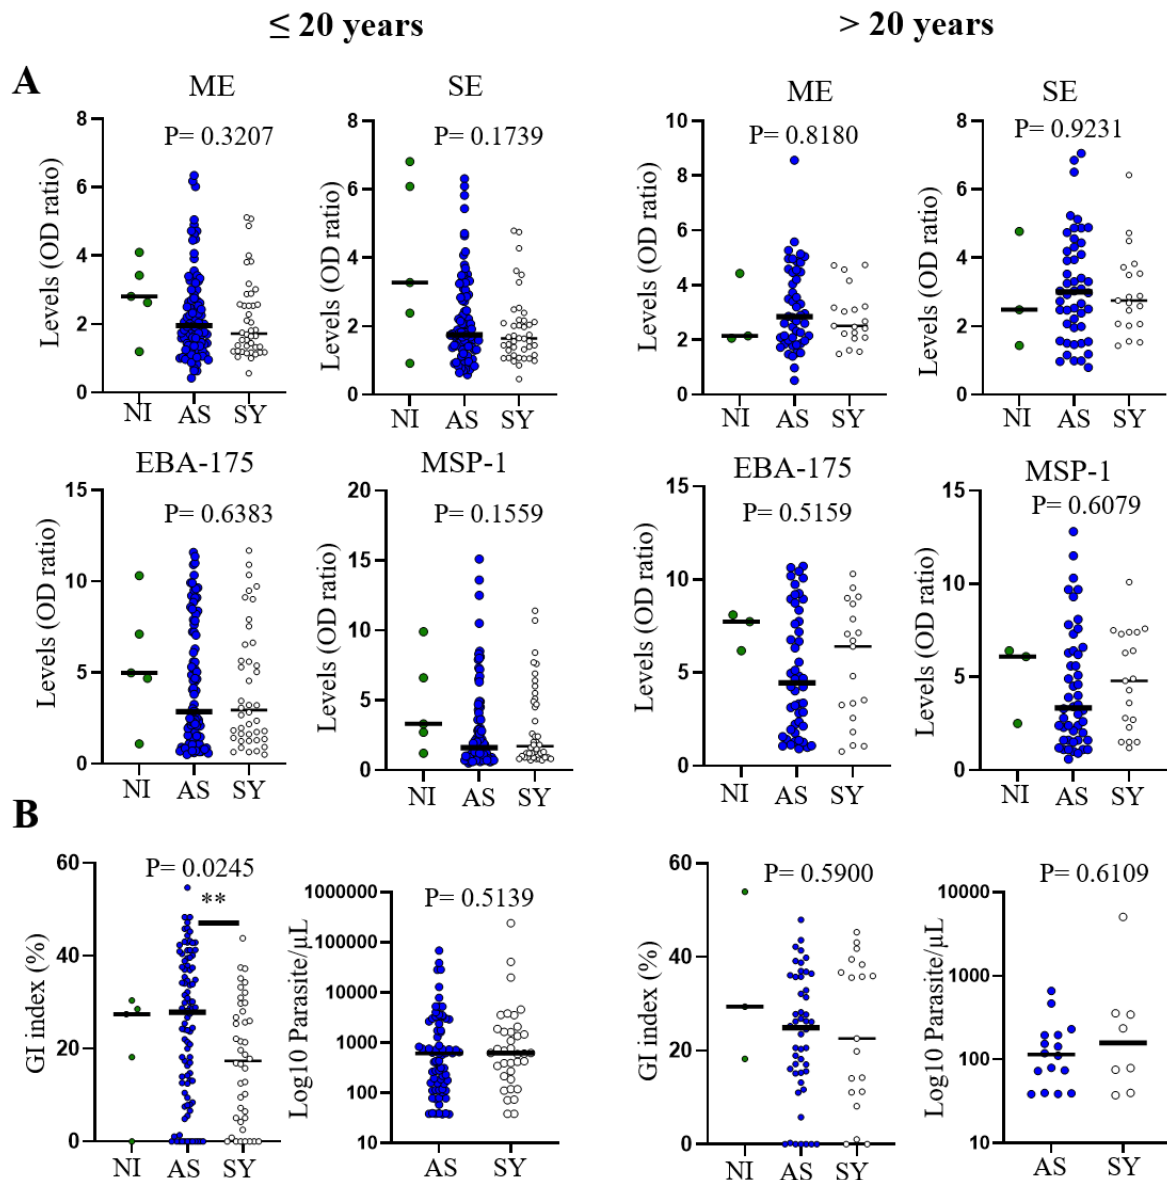 ≤ 20 years
> 20 years
A
ME
P= 0.3207
Levels (OD ratio)
8
6
4
2
0
NI AS SY
SE
P= 0.1739
Levels (OD ratio)
8
6
4
2
0
NI AS SY
ME
P= 0.8180
Levels (OD ratio)
10
8
6
4
2
0
NI AS SY
SE
P= 0.9231
Levels (OD ratio)
8
6
4
2
0
NI AS SY
EBA-175
P= 0.6383
Levels (OD ratio)
15
10
5
0
NI AS SY
MSP-1
P= 0.1559
Levels (OD ratio)
20
15
10
5
0
NI AS SY
EBA-175
P= 0.5159
Levels (OD ratio)
15
10
5
0
NI AS SY
MSP-1
P= 0.6079
Levels (OD ratio)
15
10
5
0
NI AS SY
B
P= 0.0245
**
GI index (%)
60
40
20
0
NI AS SY
P= 0.5139
Log10 Parasite/µL
1000000
100000
10000
1000
100
10
AS SY
P= 0.5900
GI index (%)
60
40
20
0
NI AS SY
P= 0.6109
Log10 Parasite/µL
10000
1000
100
10
AS SY